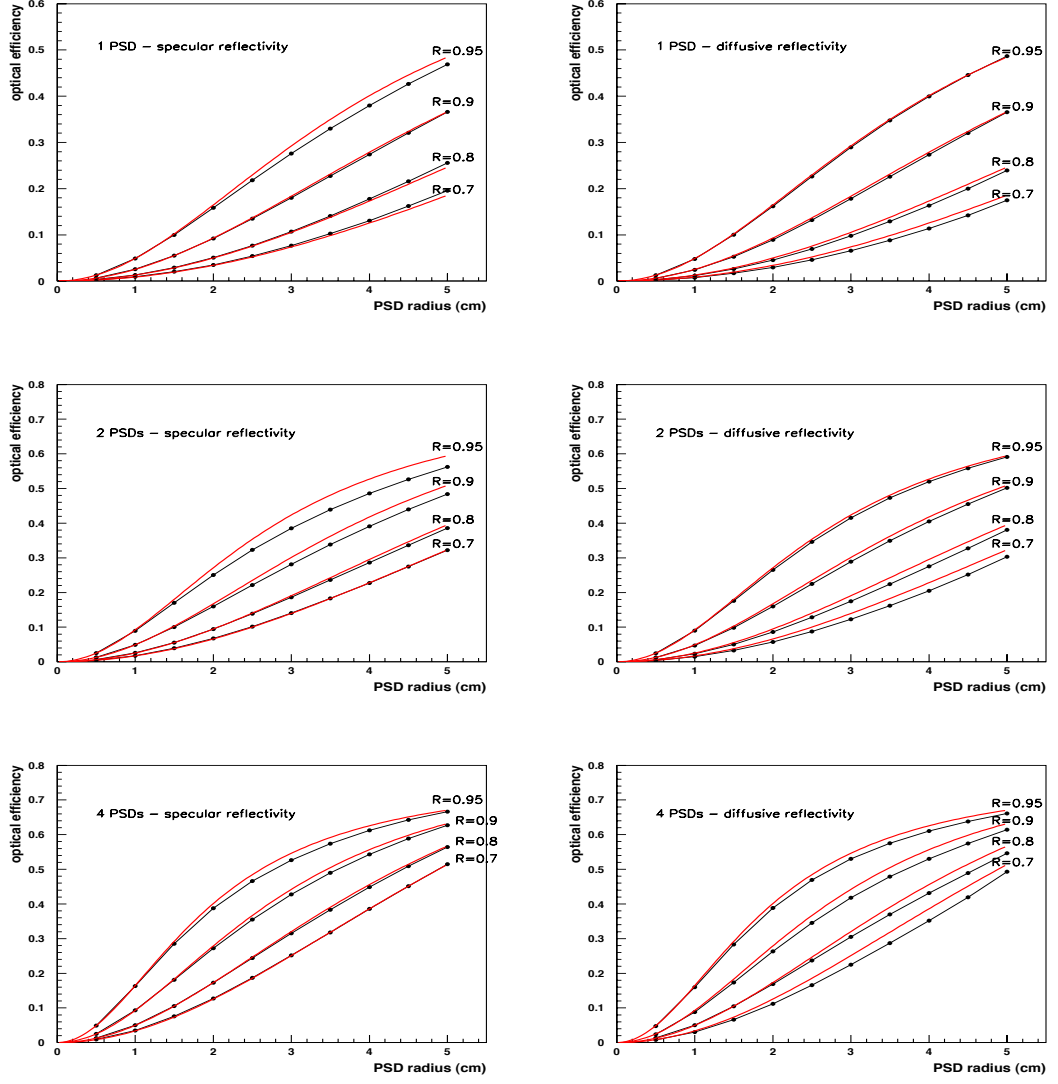 optical efficiency
0.6
0.5
0.4
0.3
0.2
0.1
0
1 PSD – specular reflectivity
R=0.95
R=0.9
R=0.8
R=0.7
0 1 2 3 4 5
PSD radius (cm)
optical efficiency
0.6
0.5
0.4
0.3
0.2
0.1
0
1 PSD – diffusive reflectivity
R=0.95
R=0.9
R=0.8
R=0.7
0 1 2 3 4 5
PSD radius (cm)
optical efficiency
0.8
0.7
0.6
0.5
0.4
0.3
0.2
0.1
0
2 PSDs – specular reflectivity
R=0.95
R=0.9
R=0.8
R=0.7
0 1 2 3 4 5
PSD radius (cm)
optical efficiency
0.8
0.7
0.6
0.5
0.4
0.3
0.2
0.1
0
2 PSDs – diffusive reflectivity
R=0.95
R=0.9
R=0.8
R=0.7
0 1 2 3 4 5
PSD radius (cm)
optical efficiency
0.8
0.7
0.6
0.5
0.4
0.3
0.2
0.1
0
4 PSDs – specular reflectivity
R=0.95
R=0.9
R=0.8
R=0.7
0 1 2 3 4 5
PSD radius (cm)
optical efficiency
0.8
0.7
0.6
0.5
0.4
0.3
0.2
0.1
0
4 PSDs – diffusive reflectivity
R=0.95
R=0.9
R=0.8
R=0.7
0 1 2 3 4 5
PSD radius (cm)